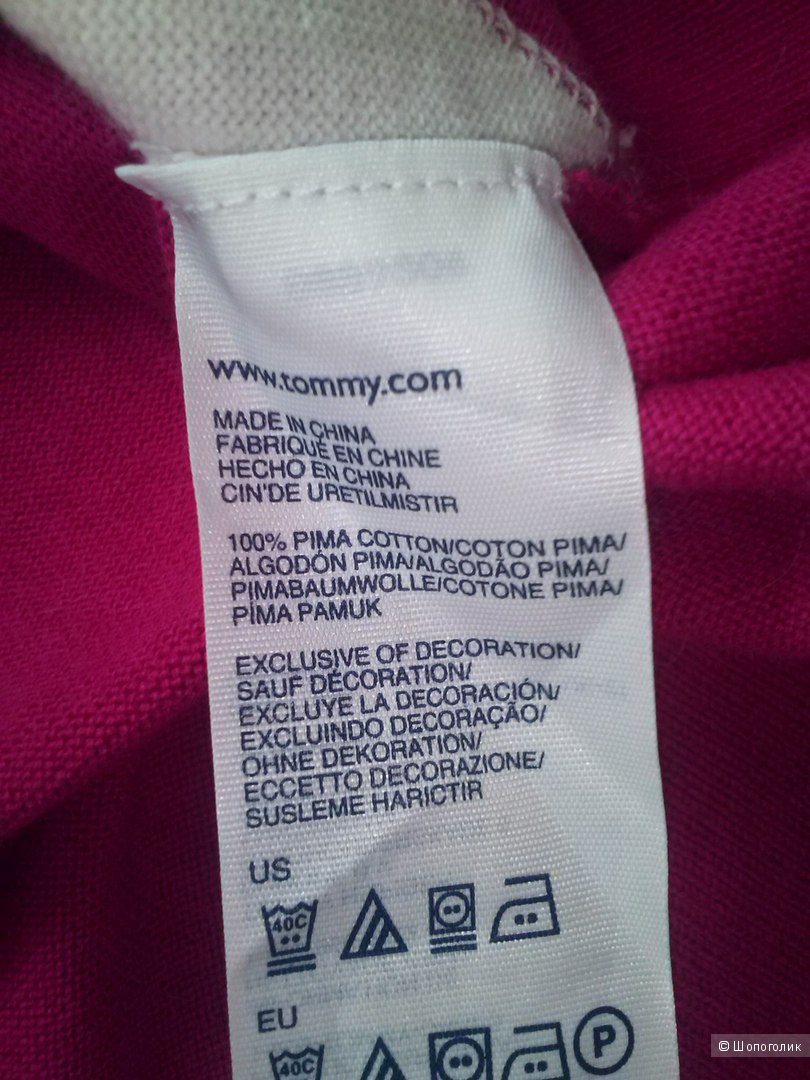 www.tommy.com
MADE IN CHINA
FABRIQUÉ EN CHINE
HECHO EN CHINA
CIN'DE URETILMISTIR
100% PIMA COTTON/COTON PIMA/
ALGODÓN PIMA/ALGODÃO PIMA/
PIMABAUMWOLLE/COTONE PIMA/
PIMA PAMUK
EXCLUSIVE OF DECORATION/
SAUF DÉCORATION/
EXCLUYE LA DECORACIÓN/
EXCLUINDO DECORAÇÃO/
OHNE DEKORATION/
ECCETTO DECORAZIONE/
SUSLEME HARICTIR
US
40C
EU
40C P
© Шопоголик